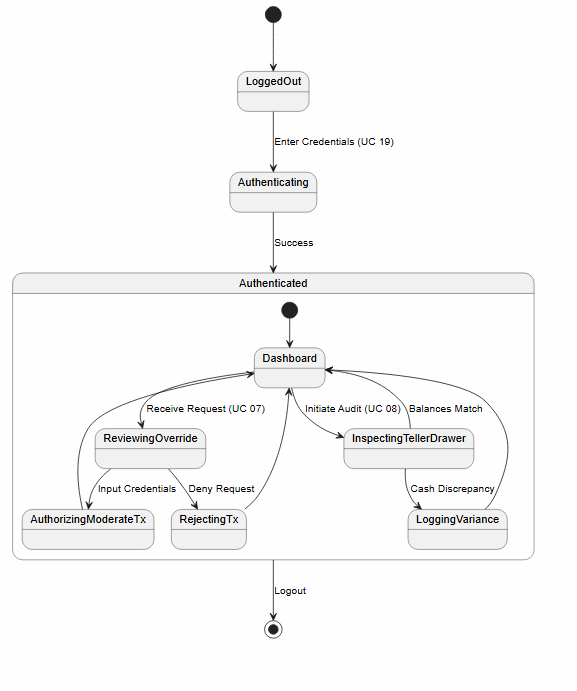 LoggedOut
Enter Credentials (UC 19)
Authenticating
Success
Authenticated
Dashboard
Receive Request (UC 07)
Initiate Audit (UC 08)
Balances Match
ReviewingOverride
InspectingTellerDrawer
Input Credentials
Deny Request
Cash Discrepancy
AuthorizingModerateTx
RejectingTx
LoggingVariance
Logout